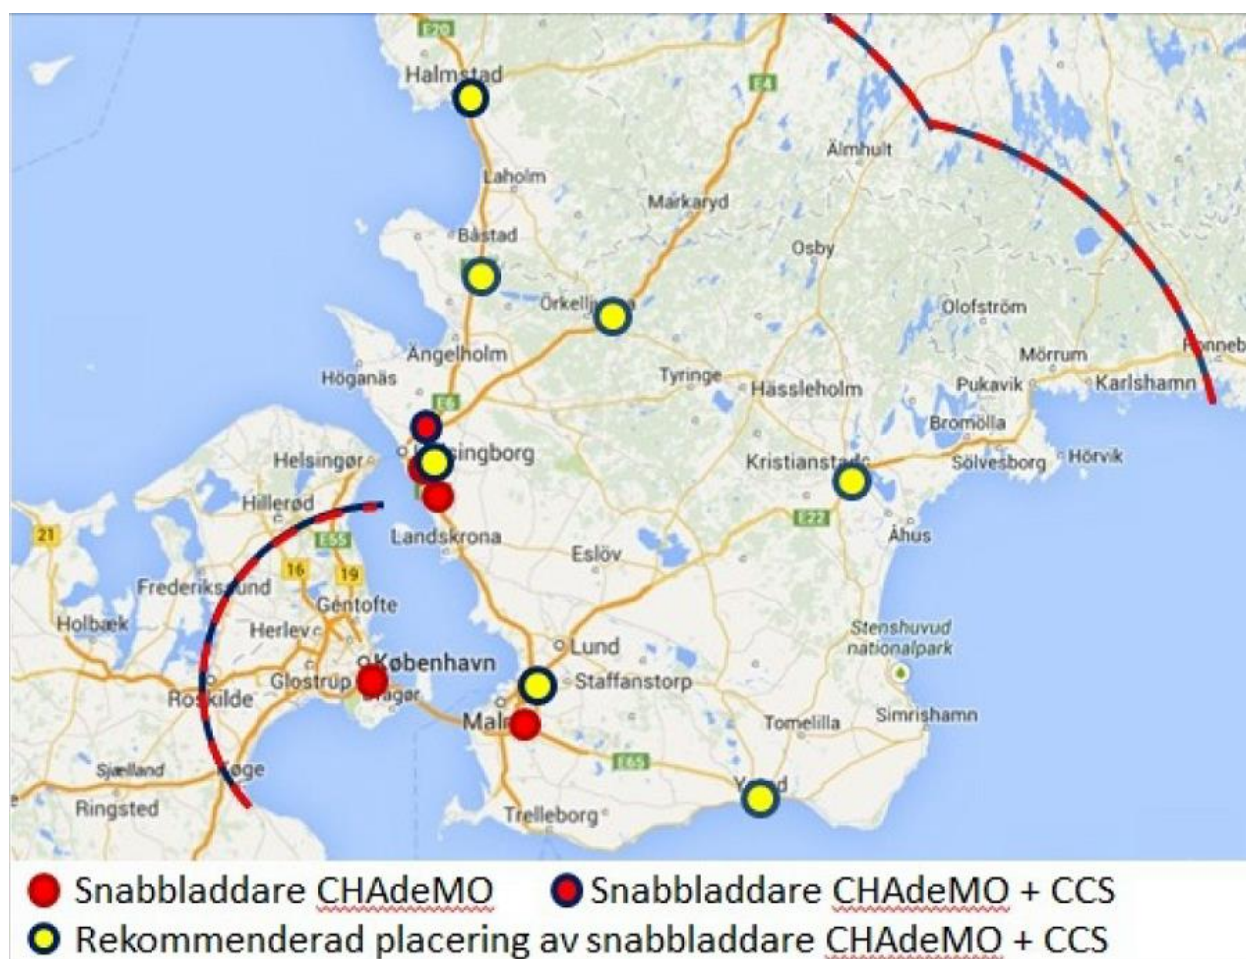 E20
Halmstad
E4
Älmhult
Laholm
Markaryd
Båstad
Osby
Olofström
Ängelholm
Mörrum
Höganäs
Tyringe
Hässleholm
Pukavik
Karlshamn
E6
Bromölla
Helsingør
Kristianstad
Sölvesborg
Hörvik
Hillerød
E22
21
E55
Landskrona
Åhus
Eslöv
16
19
Frederikssund
Gentofte
Holbæk
Herlev
Stenshuvud
nationalpark
Lund
København
Glostrup
Staffanstorp
Roskilde
Simrishamn
Tomelilla
E65
Sjælland
Ringsted
Trelleborg
Snabbladdare CHAdeMO
Snabbladdare CHAdeMO + CCS
Rekommenderad placering av snabbladdare CHAdeMO + CCS